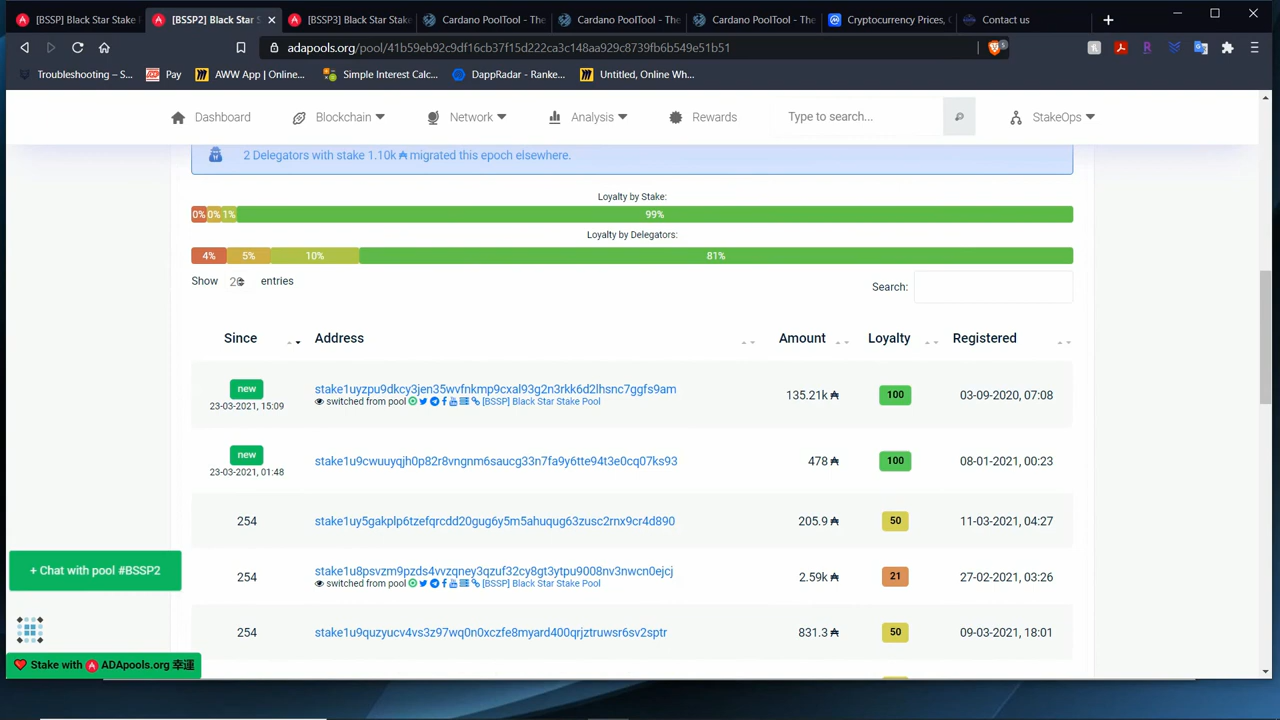 [BSSP] Black Star Stake
[BSSP2] Black Star S
[BSSP3] Black Star Stake
Cardano PoolTool - The
Cardano PoolTool - The
Cardano PoolTool - The
Cryptocurrency Prices, C
Contact us
adapools.org/pool/41b59eb92c9df16cb37f15d222ca3c148aa929c8739fb6b549e51b51
5
Troubleshooting – S...
Pay
AWW App | Online...
Simple Interest Calc...
DappRadar - Ranke...
Untitled, Online Wh...
Dashboard
Blockchain
Network
Analysis
Rewards
Type to search...
StakeOps
2 Delegators with stake 1.10k ₳ migrated this epoch elsewhere.
Loyalty by Stake:
0% 0% 1% 99%
Loyalty by Delegators:
4% 5% 10% 81%
Show 20 entries
Search:
Since Address Amount Loyalty Registered
new
23-03-2021, 15:09
stake1uyzpu9dkcy3jen35wvfnkmp9cxal93g2n3rkk6d2lhsnc7ggfs9am
switched from pool [BSSP] Black Star Stake Pool
135.21k ₳
100
03-09-2020, 07:08
new
23-03-2021, 01:48
stake1u9cwuuyqjh0p82r8vngnm6saucg33n7fa9y6tte94t3e0cq07ks93
478 ₳
100
08-01-2021, 00:23
254
stake1uy5gakplp6tzefqrcdd20gug6y5m5ahuqug63zusc2rnx9cr4d890
205.9 ₳
50
11-03-2021, 04:27
254
stake1u8psvzm9pzds4vvzqney3qzuf32cy8gt3ytpu9008nv3nwcn0ejcj
switched from pool [BSSP] Black Star Stake Pool
2.59k ₳
21
27-02-2021, 03:26
254
stake1u9quzyucv4vs3z97wq0n0xczfe8myard400qrjztruwsr6sv2sptr
831.3 ₳
50
09-03-2021, 18:01
+ Chat with pool #BSSP2
Stake with ADApools.org 幸運